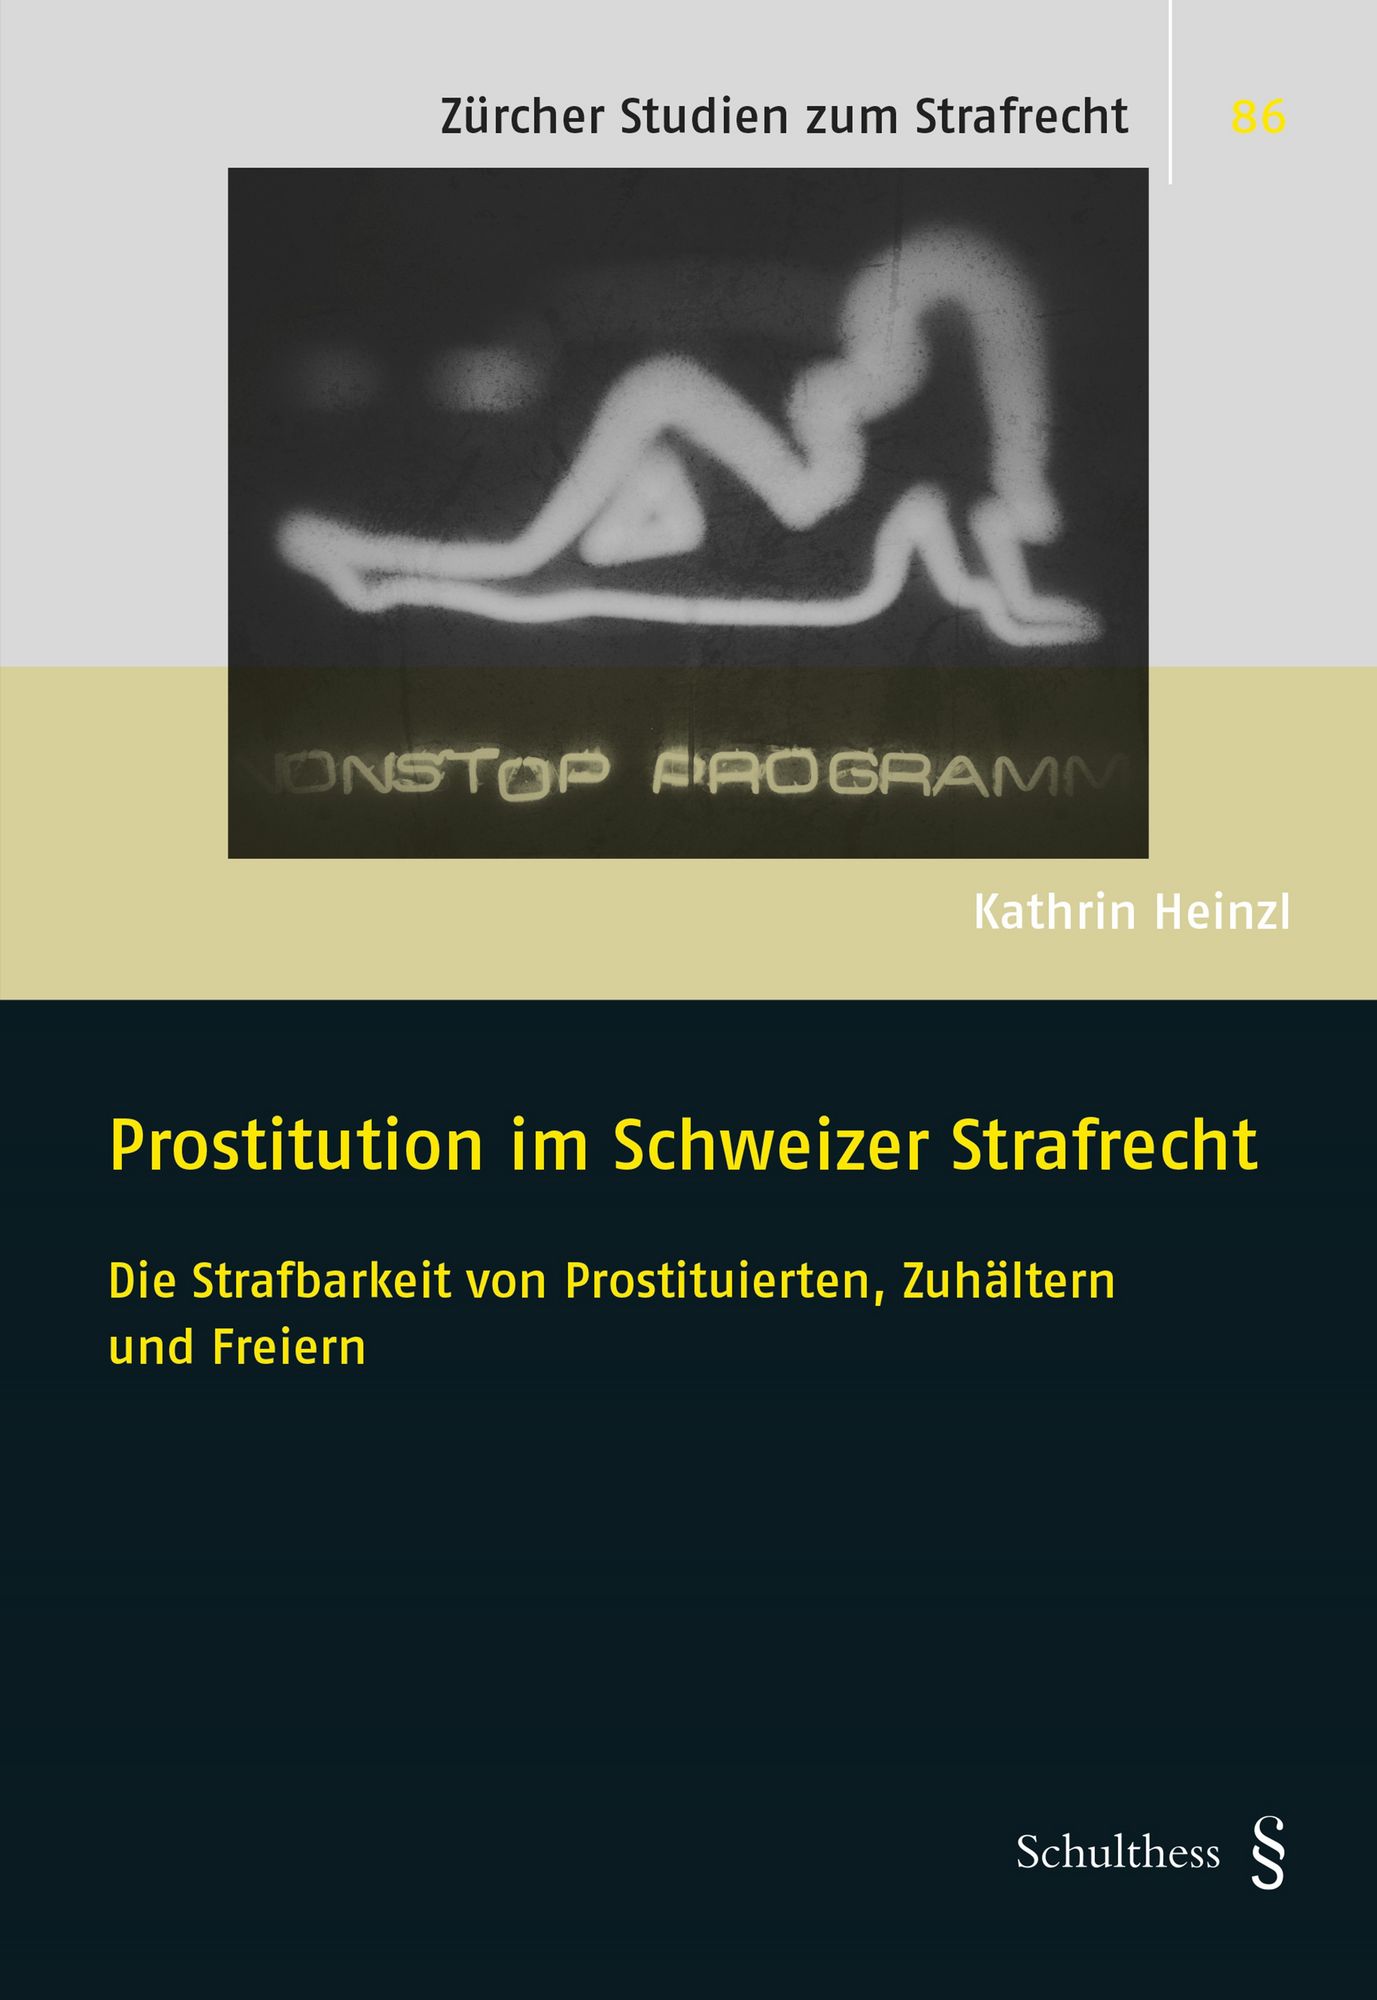 Zürcher Studien zum Strafrecht 86
NONSTOP PROGRAMM
Kathrin Heinzl
Prostitution im Schweizer Strafrecht
Die Strafbarkeit von Prostituierten, Zuhältern
und Freiern
Schulthess §